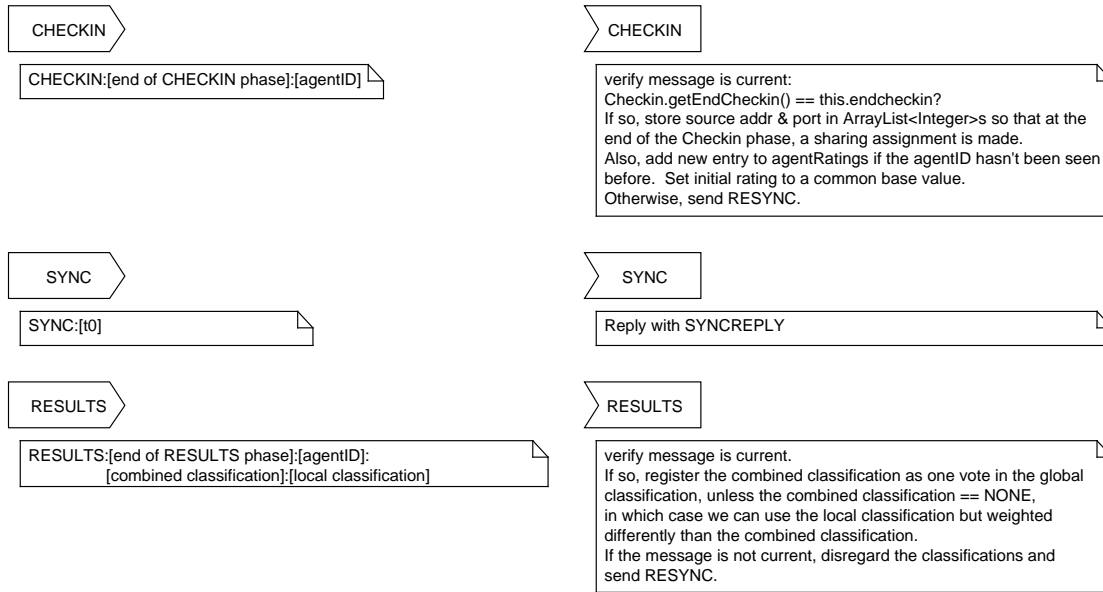 CHECKIN
CHECKIN:[end of CHECKIN phase]:[agentID]
CHECKIN
verify message is current:
Checkin.getEndCheckin() == this.endcheckin?
If so, store source addr & port in ArrayList<Integer>s so that at the
end of the Checkin phase, a sharing assignment is made.
Also, add new entry to agentRatings if the agentID hasn't been seen
before.  Set initial rating to a common base value.
Otherwise, send RESYNC.
SYNC
SYNC:[t0]
SYNC
Reply with SYNCREPLY
RESULTS
RESULTS:[end of RESULTS phase]:[agentID]:
[combined classification]:[local classification]
RESULTS
verify message is current.
If so, register the combined classification as one vote in the global
classification, unless the combined classification == NONE,
in which case we can use the local classification but weighted
differently than the combined classification.
If the message is not current, disregard the classifications and
send RESYNC.